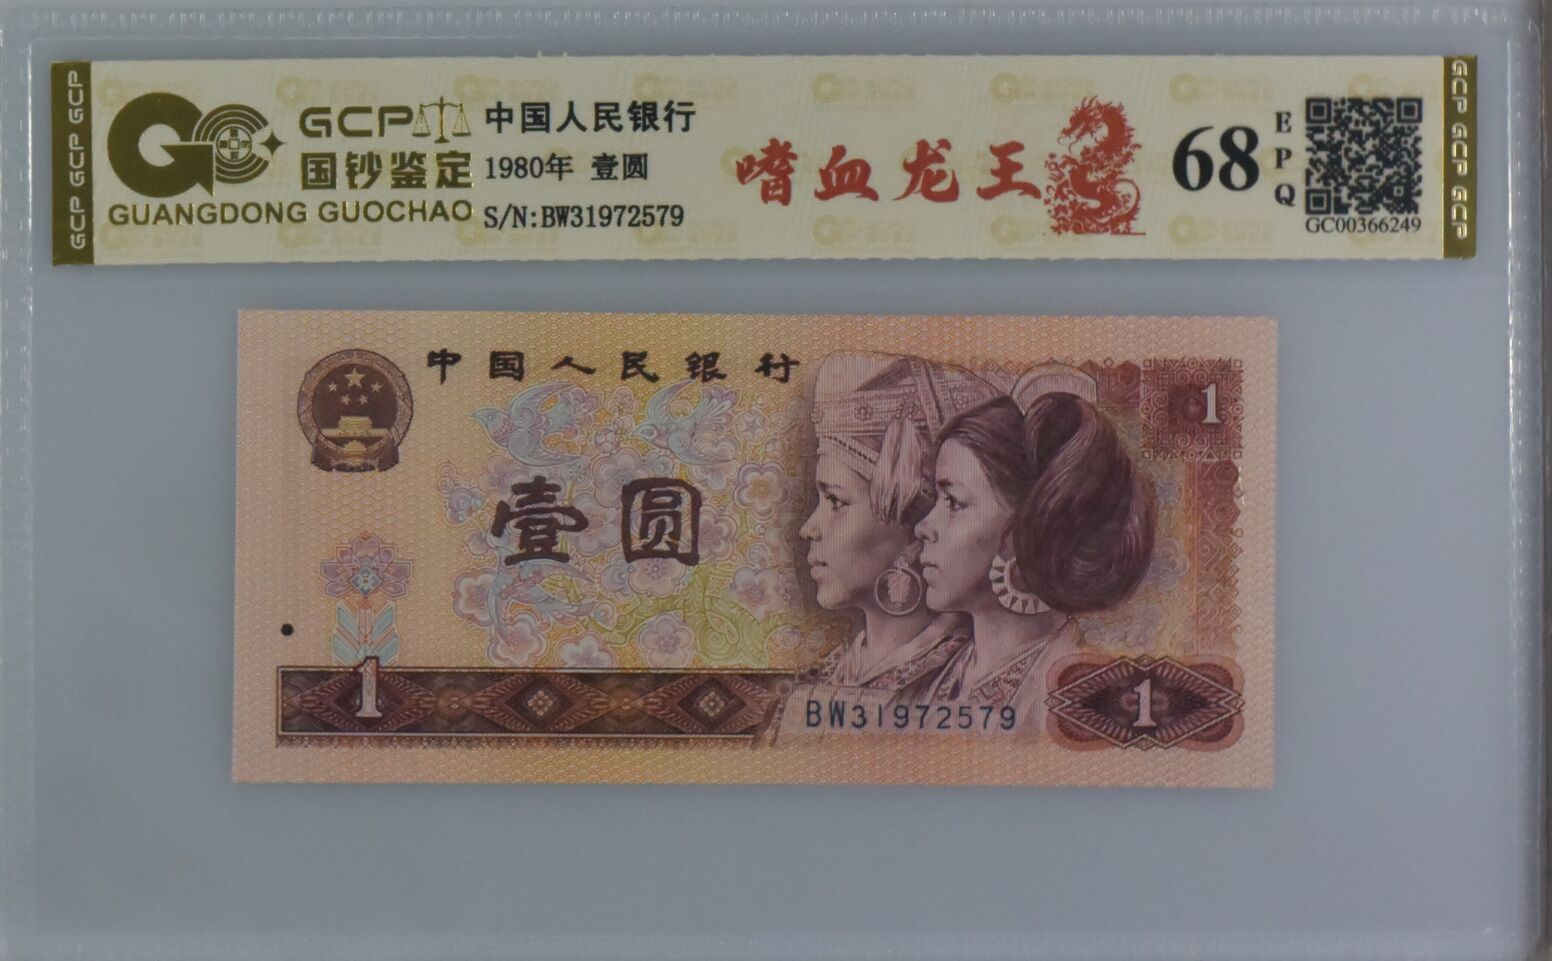 GCP GCP GCP
GCP
国钞鉴定
GUANGDONG GUOCHAO
中国人民银行
1980年 壹圆
S/N:BW31972579
嗜血龙王
68
EPQ
GC00366249
GCP GCP GCP
中国人民银行
1
壹圆
1
BW31972579
1